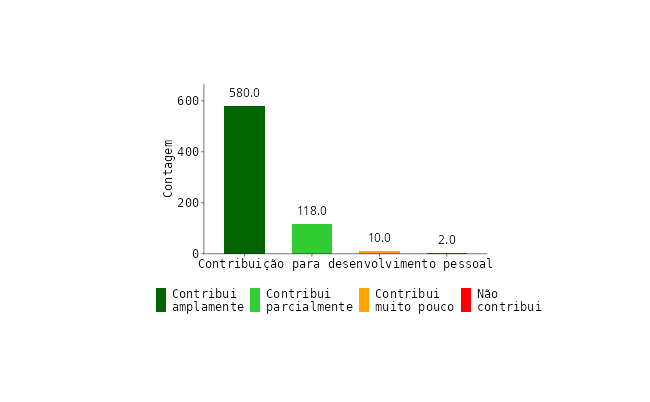 580.0
600
Contagem
400
118.0
200
10.0
2.0
0
Contribuição para desenvolvimento pessoal
Contribui
amplamente
Contribui
parcialmente
Contribui
muito pouco
Não
contribui